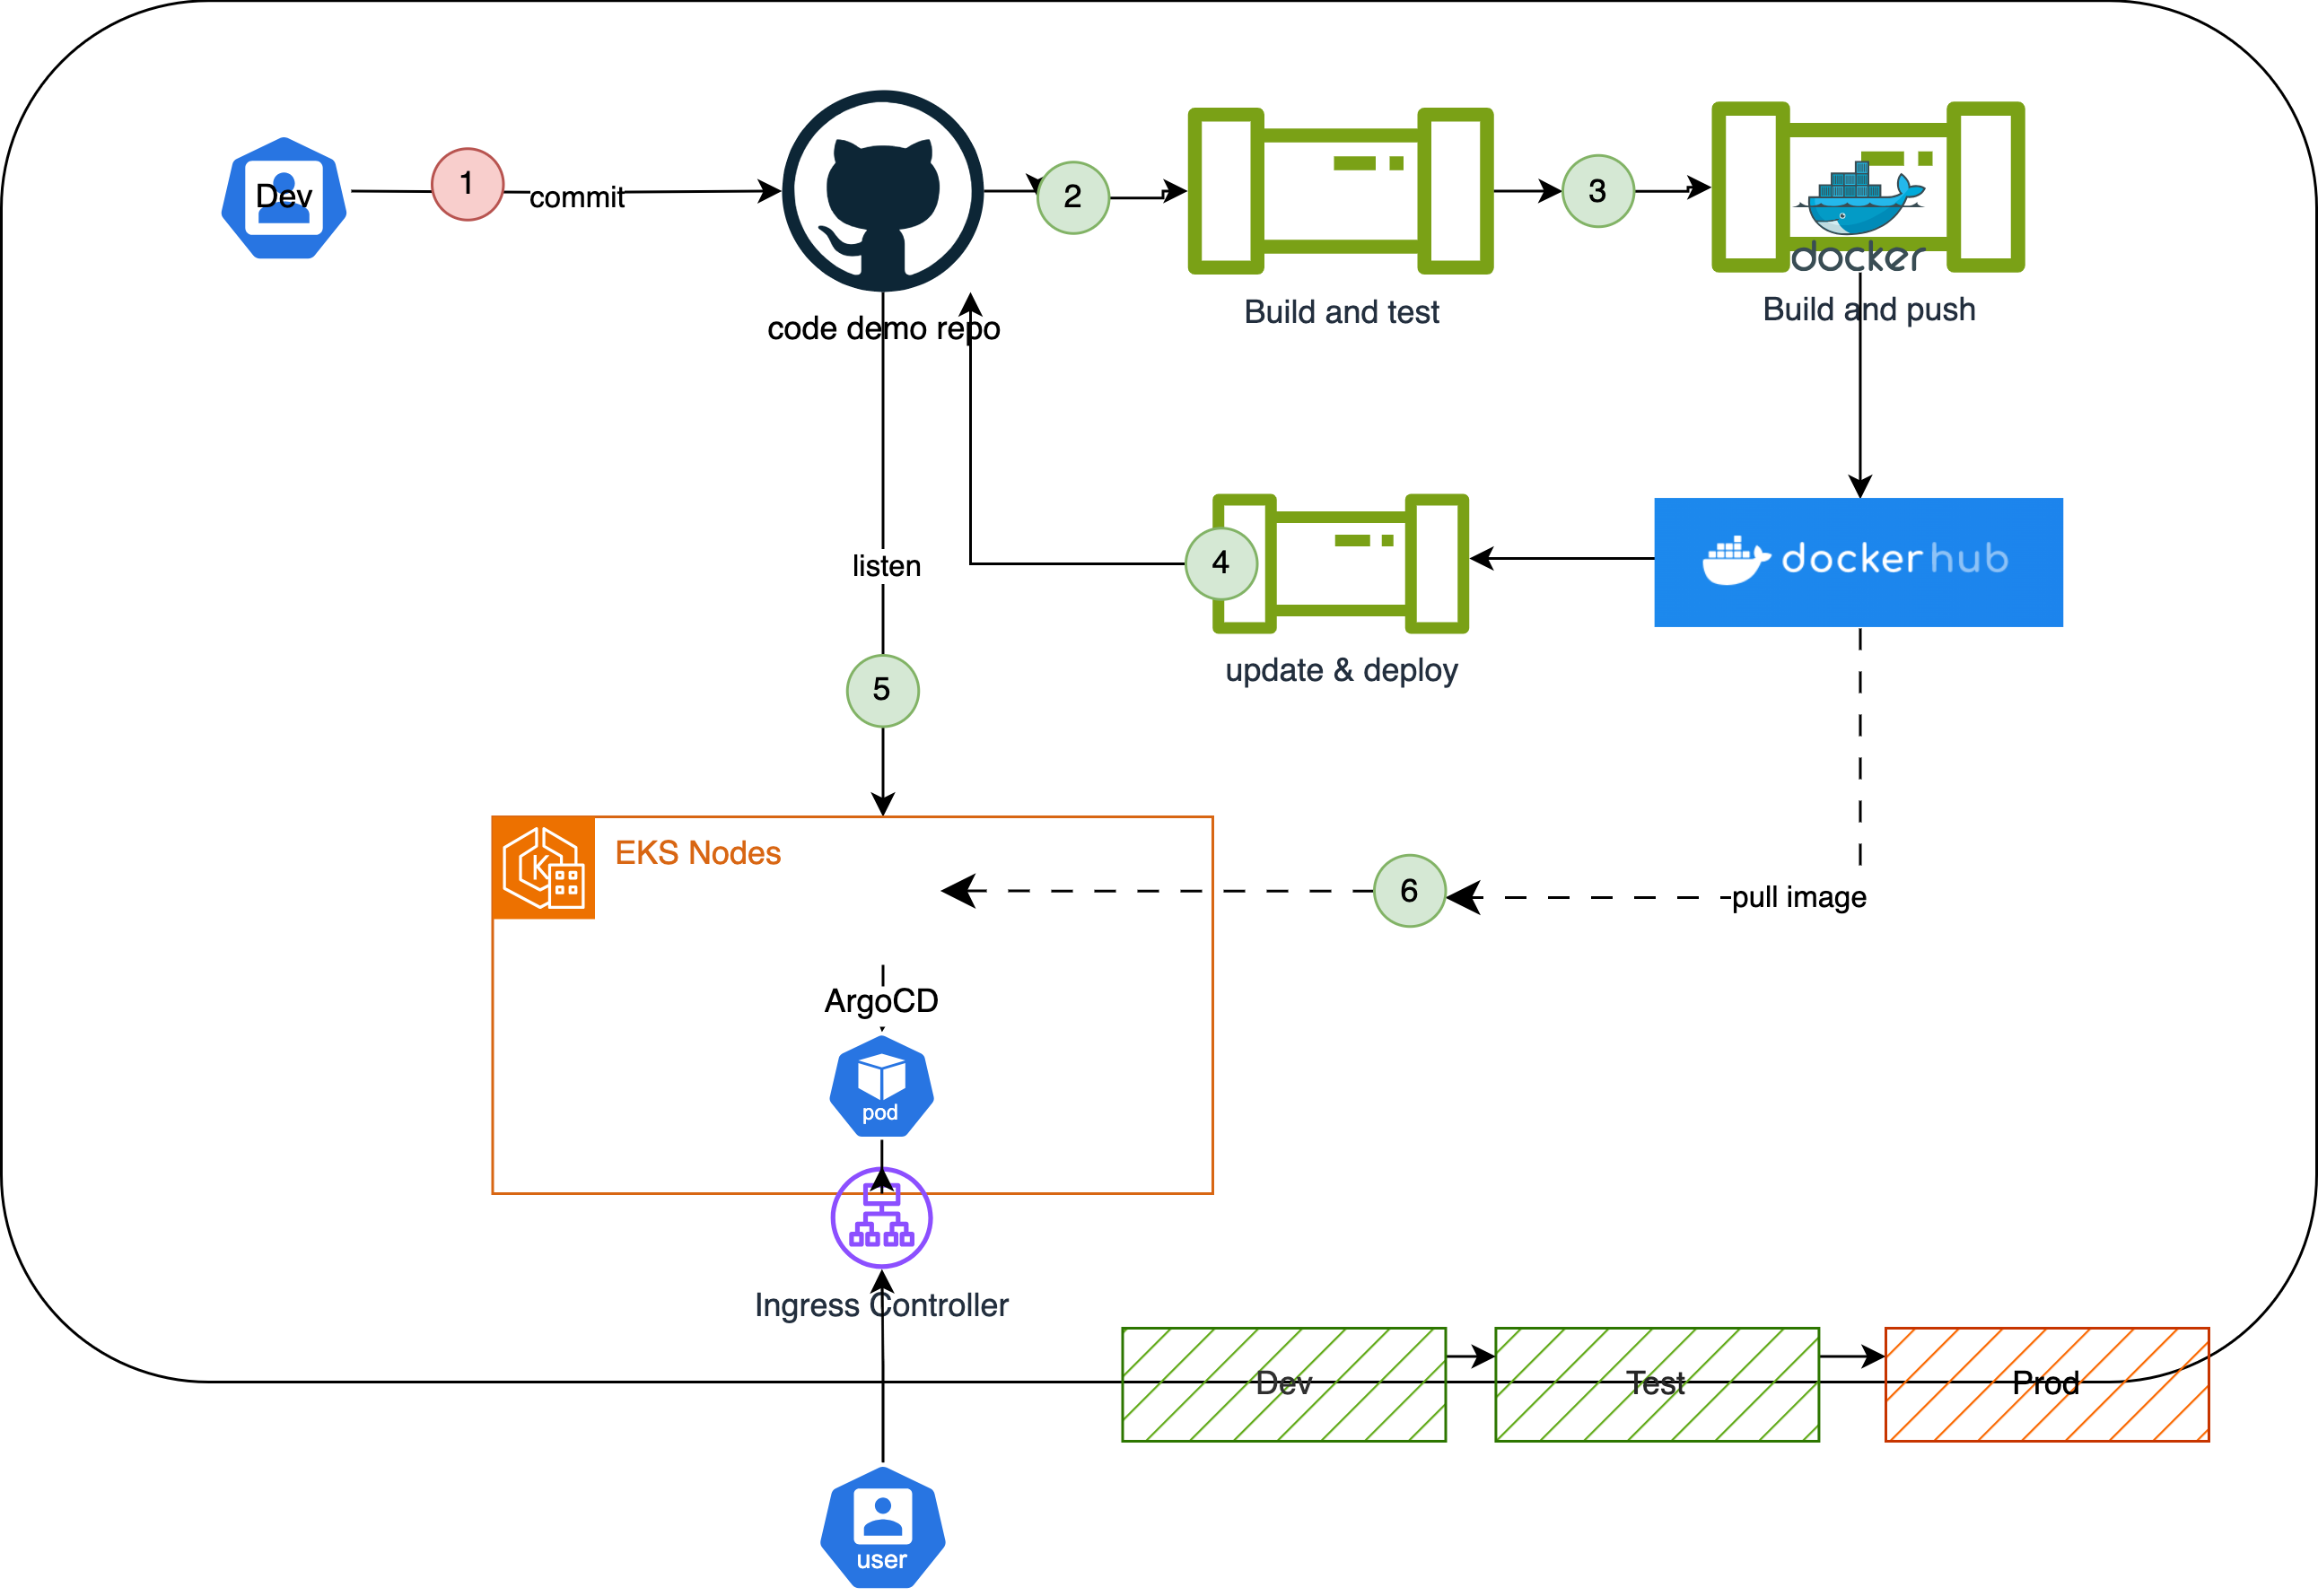 Dev
1
commit
2
3
docker
code demo repo
Build and test
Build and push
listen
4
docker hub
update & deploy
5
EKS Nodes
K
6
pull image
ArgoCD
pod
Ingress Controller
Dev
Test
Prod
user